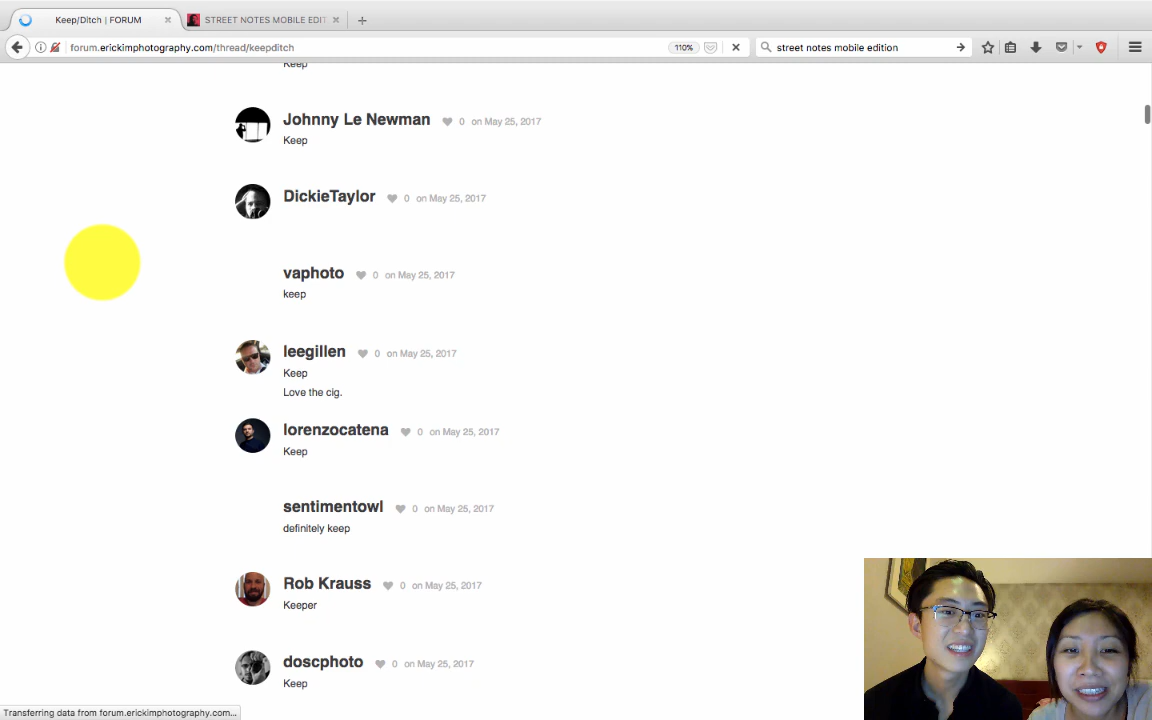 Keep/Ditch | FORUM
STREET NOTES MOBILE EDIT
forum.erickimphotography.com/thread/keepditch
110%
street notes mobile edition
Keep
Johnny Le Newman 0 on May 25, 2017
Keep
DickieTaylor 0 on May 25, 2017
vaphoto 0 on May 25, 2017
keep
leegillen 0 on May 25, 2017
Keep
Love the cig.
lorenzocatena 0 on May 25, 2017
Keep
sentimentowl 0 on May 25, 2017
definitely keep
Rob Krauss 0 on May 25, 2017
Keeper
doscphoto 0 on May 25, 2017
Keep
Transferring data from forum.erickimphotography.com...